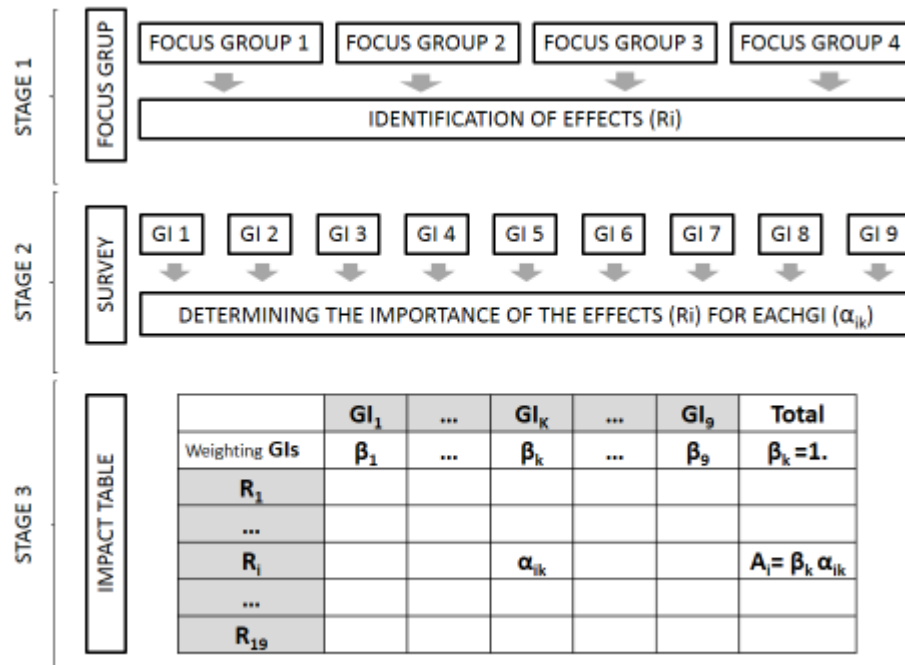 STAGE 1
FOCUS GRUP
FOCUS GROUP 1 FOCUS GROUP 2 FOCUS GROUP 3 FOCUS GROUP 4
IDENTIFICATION OF EFFECTS (Ri)
STAGE 2
SURVEY
GI 1 GI 2 GI 3 GI 4 GI 5 GI 6 GI 7 GI 8 GI 9
DETERMINING THE IMPORTANCE OF THE EFFECTS (Ri) FOR EACHGI (αik)
STAGE 3
IMPACT TABLE
GI1 ... GIK ... GI9 Total
Weighting GIs β1 ... βk ... β9 βk =1.
R1
...
Ri αik Ai= βk αik
...
R19